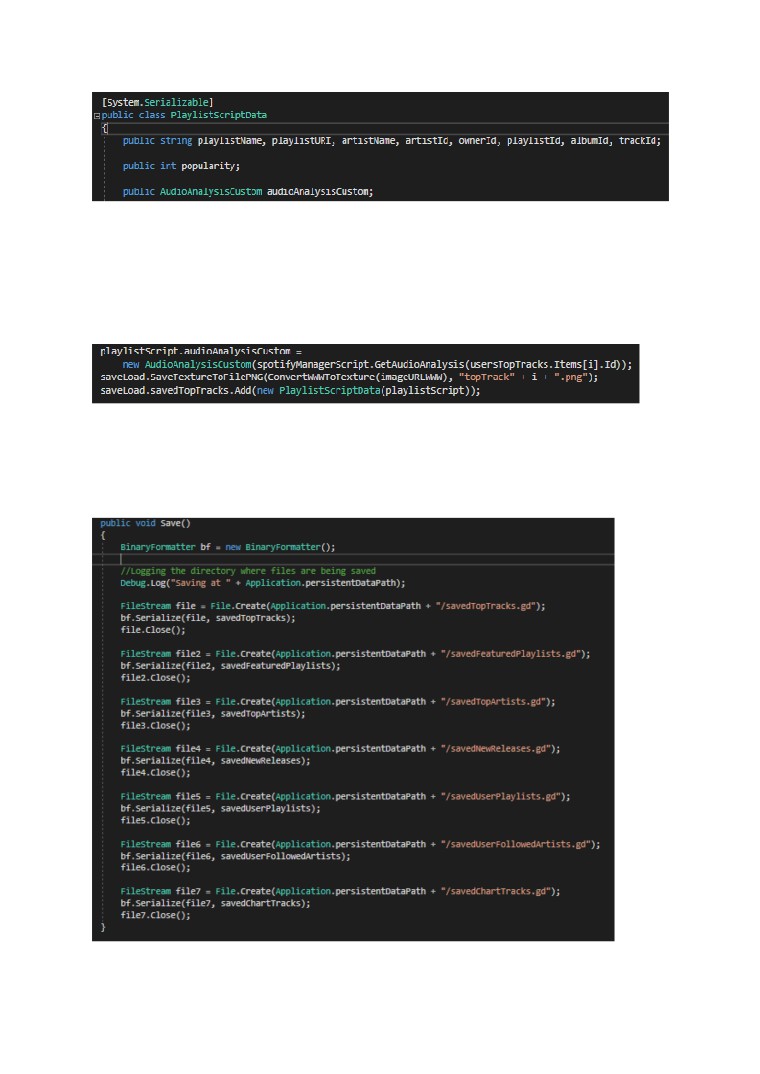 [System.Serializable]
public class PlaylistScriptData
{
public string playlistName, playlistURI, artistName, artistId, ownerId, playlistId, albumId, trackId;
public int popularity;
public AudioAnalysisCustom audioAnalysisCustom;
playlistScript.audioAnalysisCustom =
new AudioAnalysisCustom(spotifyManagerScript.GetAudioAnalysis(usersTopTracks.Items[i].Id));
saveLoad.SaveTextureToFilePNG(ConvertWWWToTexture(imageURLWWW), "topTrack" + i + ".png");
saveLoad.savedTopTracks.Add(new PlaylistScriptData(playlistScript));
public void Save()
{
BinaryFormatter bf = new BinaryFormatter();
//Logging the directory where files are being saved
Debug.Log("Saving at " + Application.persistentDataPath);
FileStream file = File.Create(Application.persistentDataPath + "/savedTopTracks.gd");
bf.Serialize(file, savedTopTracks);
file.Close();
FileStream file2 = File.Create(Application.persistentDataPath + "/savedFeaturedPlaylists.gd");
bf.Serialize(file2, savedFeaturedPlaylists);
file2.Close();
FileStream file3 = File.Create(Application.persistentDataPath + "/savedTopArtists.gd");
bf.Serialize(file3, savedTopArtists);
file3.Close();
FileStream file4 = File.Create(Application.persistentDataPath + "/savedNewReleases.gd");
bf.Serialize(file4, savedNewReleases);
file4.Close();
FileStream file5 = File.Create(Application.persistentDataPath + "/savedUserPlaylists.gd");
bf.Serialize(file5, savedUserPlaylists);
file5.Close();
FileStream file6 = File.Create(Application.persistentDataPath + "/savedUserFollowedArtists.gd");
bf.Serialize(file6, savedUserFollowedArtists);
file6.Close();
FileStream file7 = File.Create(Application.persistentDataPath + "/savedChartTracks.gd");
bf.Serialize(file7, savedChartTracks);
file7.Close();
}